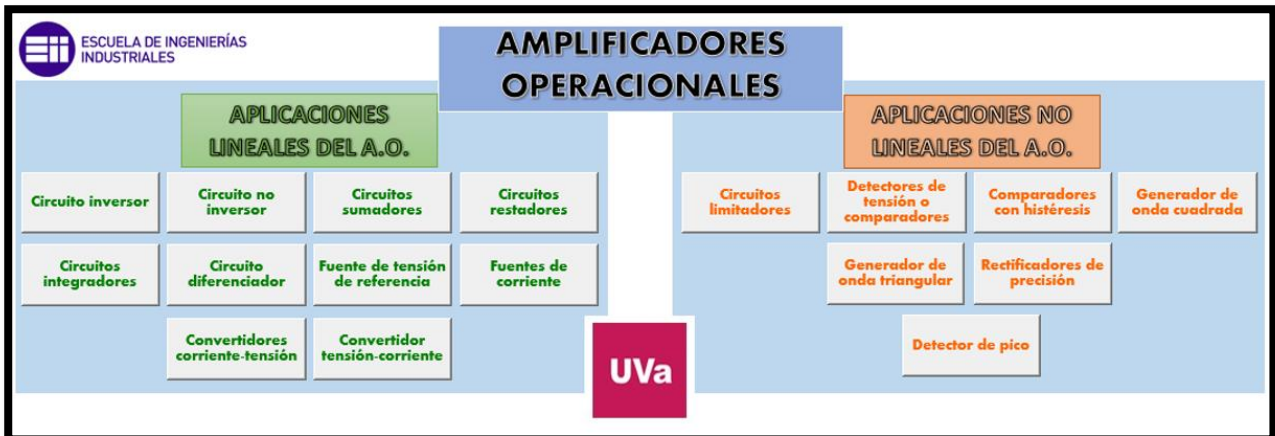 ESCUELA DE INGENIERÍAS
INDUSTRIALES
AMPLIFICADORES
OPERACIONALES
APLICACIONES
LINEALES DEL A.O.
Circuito inversor
Circuito no
inversor
Circuitos
sumadores
Circuitos
restadores
Circuitos
integradores
Circuito
diferenciador
Fuente de tensión
de referencia
Fuentes de
corriente
Convertidores
corriente-tensión
Convertidor
tensión-corriente
UVa
APLICACIONES NO
LINEALES DEL A.O.
Circuitos
limitadores
Detectores de
tensión o
comparadores
Comparadores
con histéresis
Generador de
onda cuadrada
Generador de
onda triangular
Rectificadores de
precisión
Detector de pico